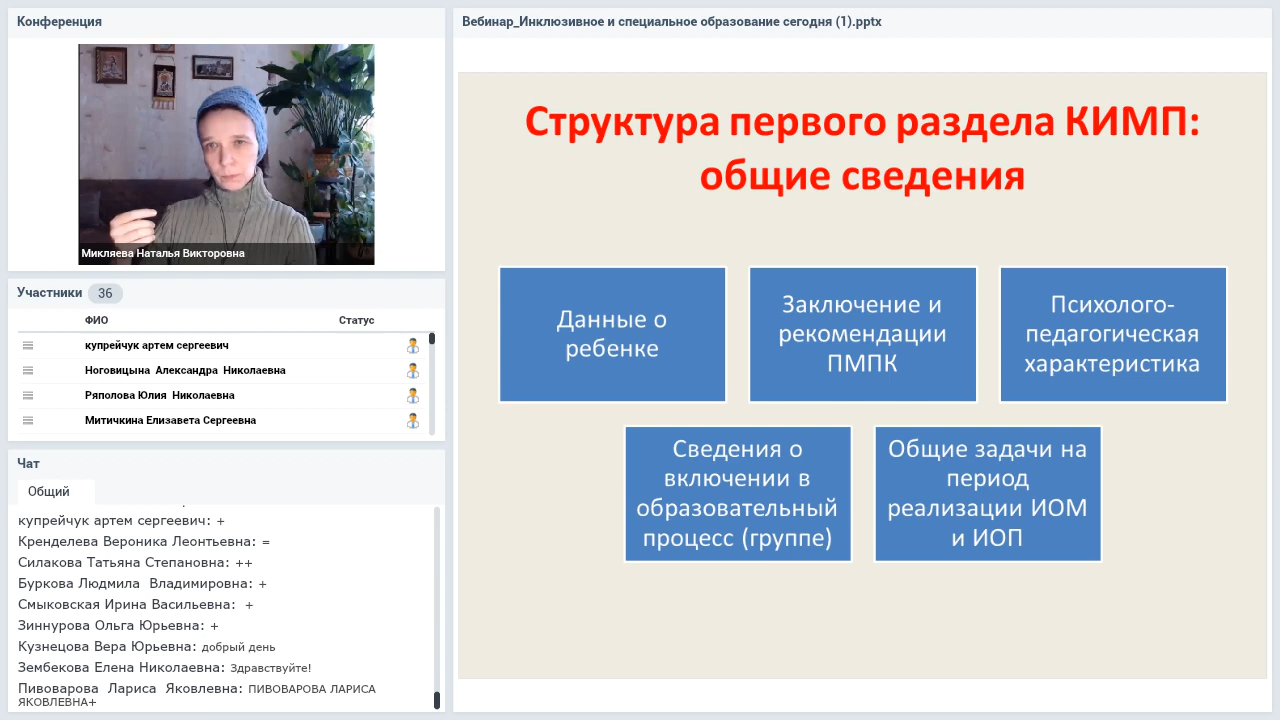 Конференция
Микляева Наталья Викторовна
Участники 36
ФИО Статус
купрейчук артем сергеевич
Ноговицына Александра Николаевна
Ряполова Юлия Николаевна
Митичкина Елизавета Сергеевна
Чат
Общий
купрейчук артем сергеевич: +
Кренделева Вероника Леонтьевна: =
Силакова Татьяна Степановна: ++
Буркова Людмила Владимировна: +
Смыковская Ирина Васильевна: +
Зиннурова Ольга Юрьевна: +
Кузнецова Вера Юрьевна: добрый день
Зембекова Елена Николаевна: Здравствуйте!
Пивоварова Лариса Яковлевна: ПИВОВАРОВА ЛАРИСА
ЯКОВЛЕВНА+
Вебинар_Инклюзивное и специальное образование сегодня (1).pptx
Структура первого раздела КИМП:
общие сведения
Данные о
ребенке
Заключение и
рекомендации
ПМПК
Психолого-
педагогическая
характеристика
Сведения о
включении в
образовательный
процесс (группе)
Общие задачи на
период
реализации ИОМ
и ИОП